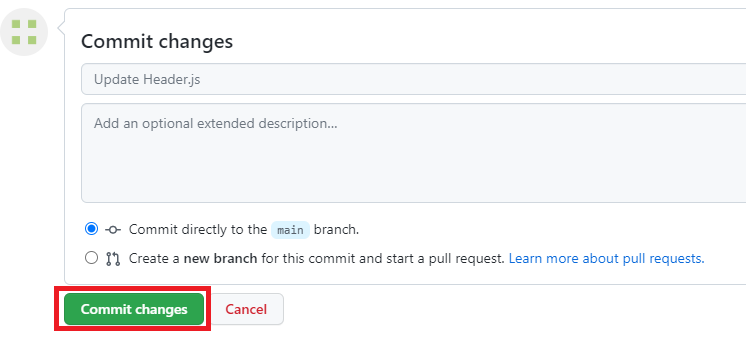 Commit changes
Update Header.js
Add an optional extended description...
Commit directly to the main branch.
Create a new branch for this commit and start a pull request. Learn more about pull requests.
Commit changes Cancel